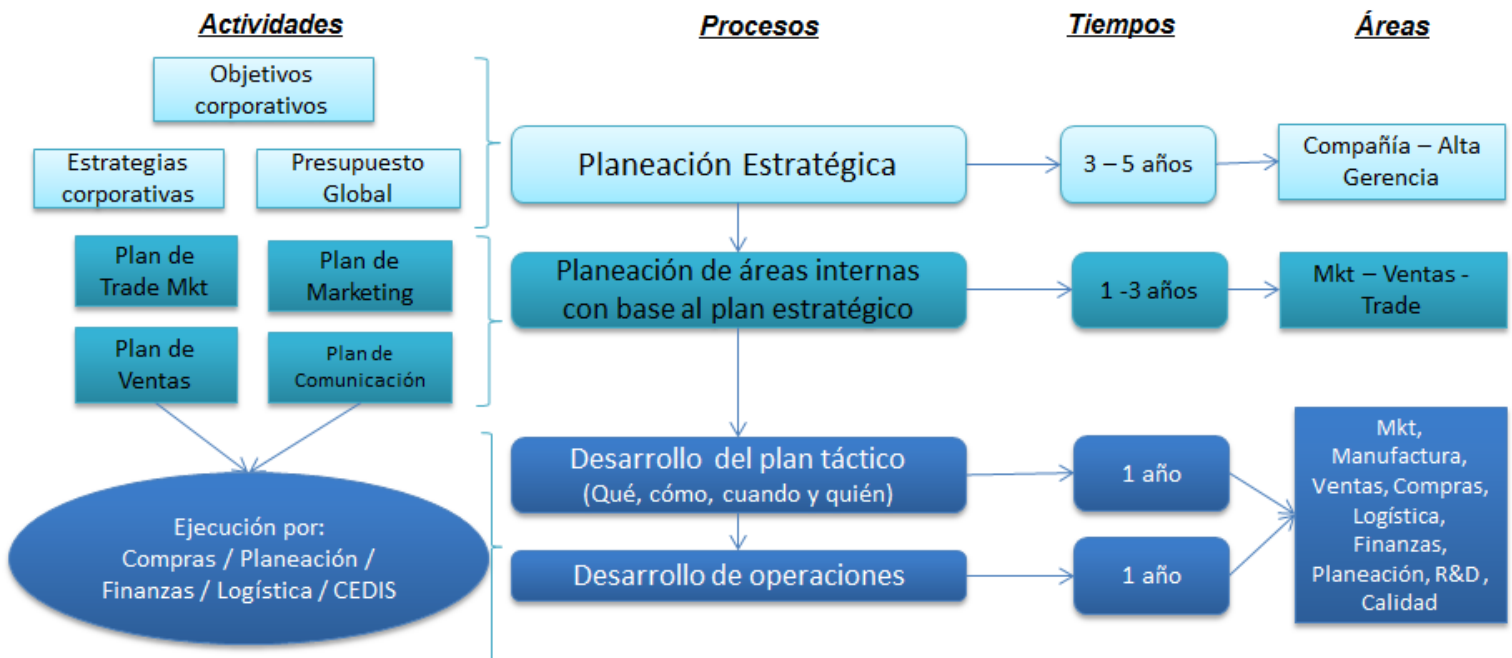 Actividades
Procesos
Tiempos
Áreas
Objetivos
corporativos
Estrategias
corporativas
Presupuesto
Global
Planeación Estratégica
3 – 5 años
Compañía – Alta
Gerencia
Plan de
Trade Mkt
Plan de
Marketing
Plan de
Ventas
Plan de
Comunicación
Planeación de áreas internas
con base al plan estratégico
1 -3 años
Mkt – Ventas -
Trade
Ejecución por:
Compras / Planeación /
Finanzas / Logística / CEDIS
Desarrollo del plan táctico
(Qué, cómo, cuando y quién)
1 año
Desarrollo de operaciones
1 año
Mkt,
Manufactura,
Ventas, Compras,
Logística,
Finanzas,
Planeación, R&D ,
Calidad